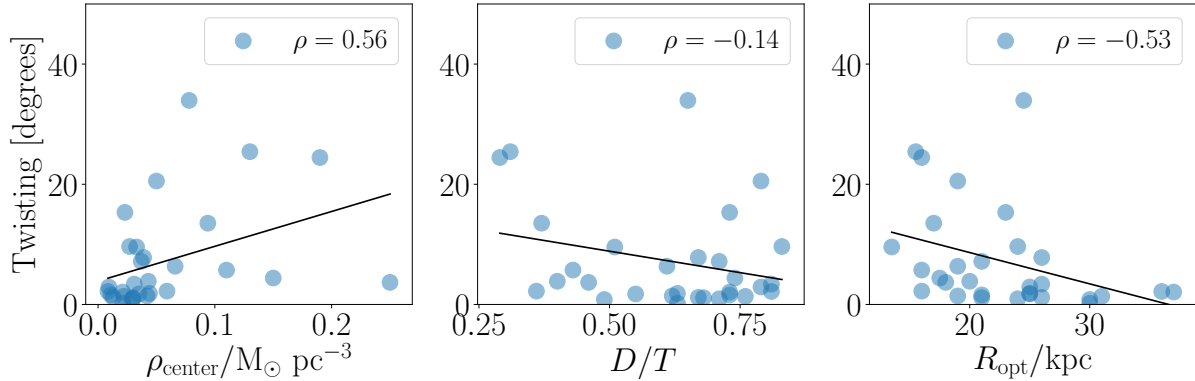 Twisting [degrees]
40
20
0
ρ = 0.56
0.0
0.1
0.2
ρcenter/M⊙ pc⁻³
40
20
0
ρ = −0.14
0.25
0.50
0.75
D/T
40
20
0
ρ = −0.53
20
30
Ropt/kpc